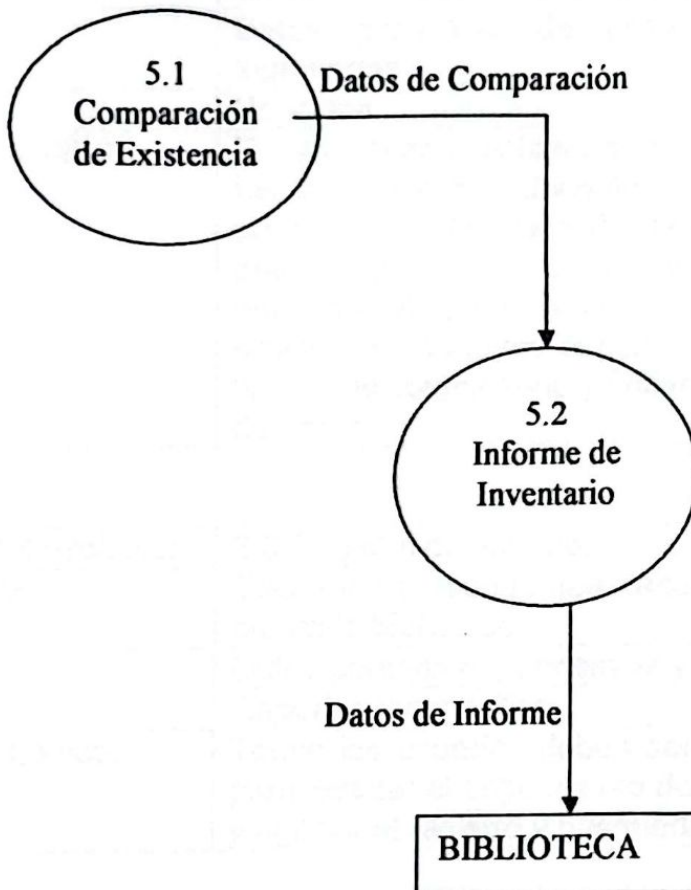 5.1
Comparación
de Existencia
Datos de Comparación
5.2
Informe de
Inventario
Datos de Informe
BIBLIOTECA